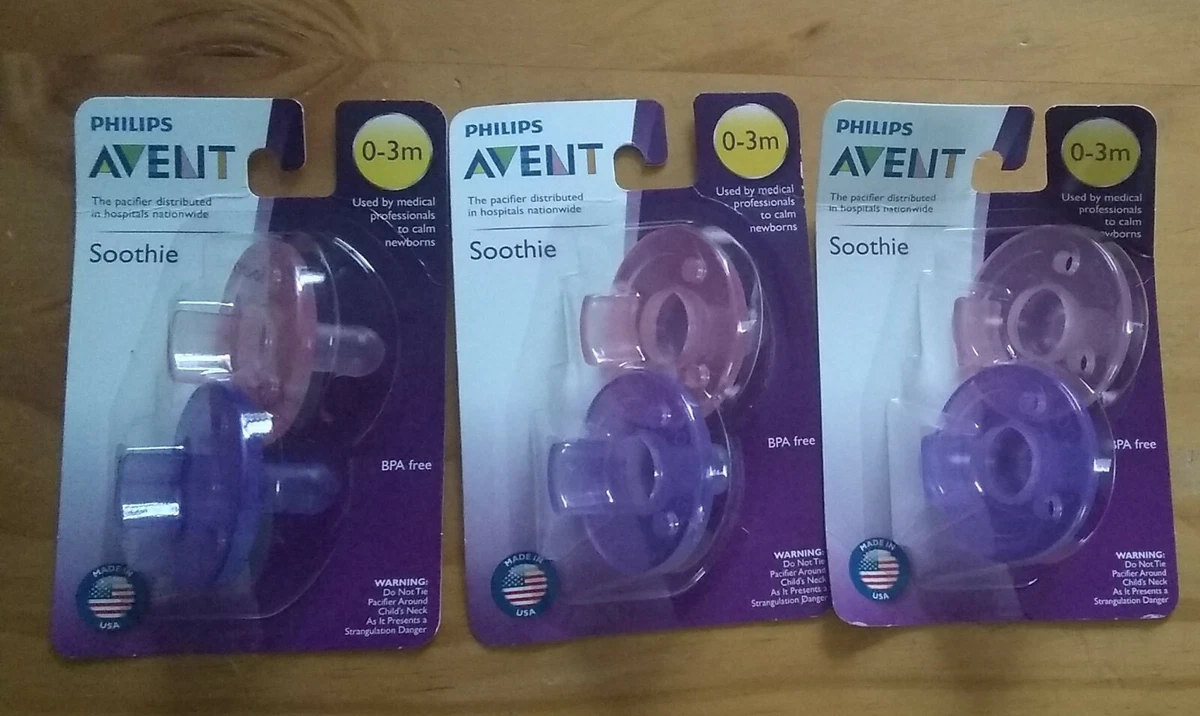 PHILIPS
AVENT
0-3m
The pacifier distributed
in hospitals nationwide
Used by medical
professionals
to calm
newborns
Soothie
BPA free
MADE IN
USA
WARNING:
Do Not Tie
Pacifier Around
Child's Neck
As It Presents a
Strangulation Danger
PHILIPS
AVENT
0-3m
The pacifier distributed
in hospitals nationwide
Used by medical
professionals
to calm
newborns
Soothie
BPA free
MADE IN
USA
WARNING:
Do Not Tie
Pacifier Around
Child's Neck
As It Presents a
Strangulation Danger
PHILIPS
AVENT
0-3m
The pacifier distributed
in hospitals nationwide
Used by medical
professionals
to calm
newborns
Soothie
BPA free
MADE IN
USA
WARNING:
Do Not Tie
Pacifier Around
Child's Neck
As It Presents a
Strangulation Danger